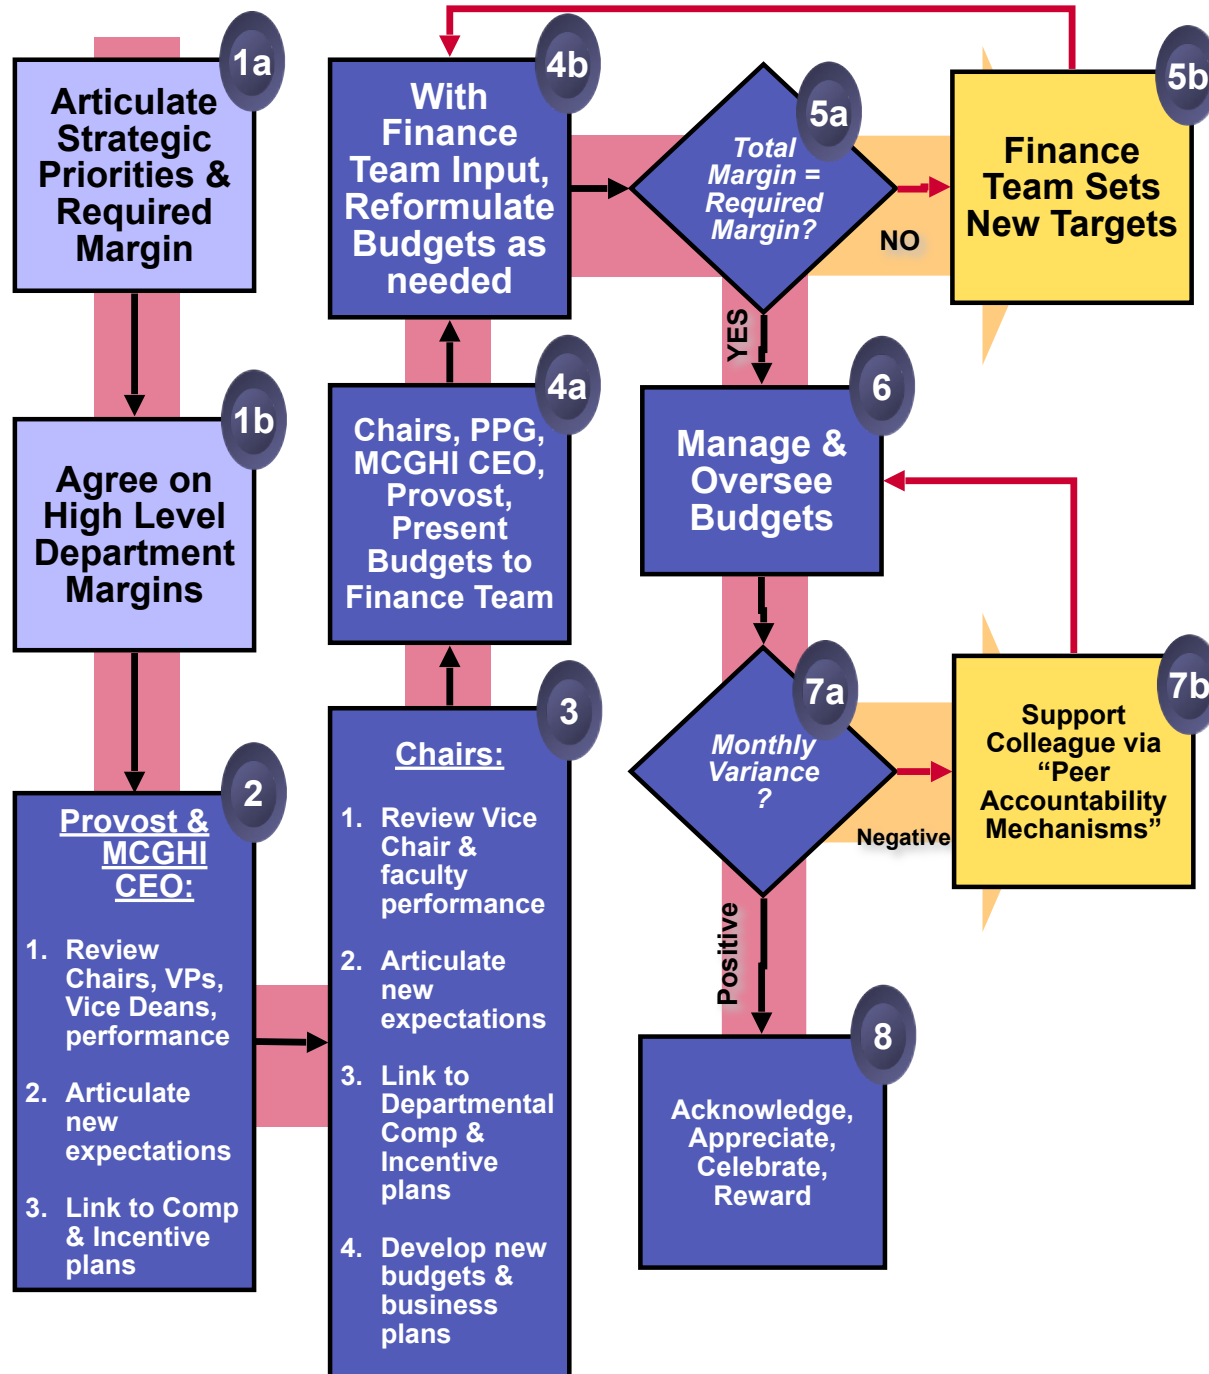 1a
Articulate
Strategic
Priorities &
Required
Margin
1b
Agree on
High Level
Department
Margins
2
Provost &
MCGHI
CEO:
1. Review
Chairs, VPs,
Vice Deans,
performance
2. Articulate
new
expectations
3. Link to Comp
& Incentive
plans
3
Chairs:
1. Review Vice
Chair &
faculty
performance
2. Articulate
new
expectations
3. Link to
Departmental
Comp &
Incentive
plans
4. Develop new
budgets &
business
plans
4a
Chairs, PPG,
MCGHI CEO,
Provost,
Present
Budgets to
Finance Team
4b
With
Finance
Team Input,
Reformulate
Budgets as
needed
5a
Total
Margin =
Required
Margin?
NO
5b
Finance
Team Sets
New Targets
YES
6
Manage &
Oversee
Budgets
7a
Monthly
Variance
?
Negative
7b
Support
Colleague via
“Peer
Accountability
Mechanisms”
Positive
8
Acknowledge,
Appreciate,
Celebrate,
Reward